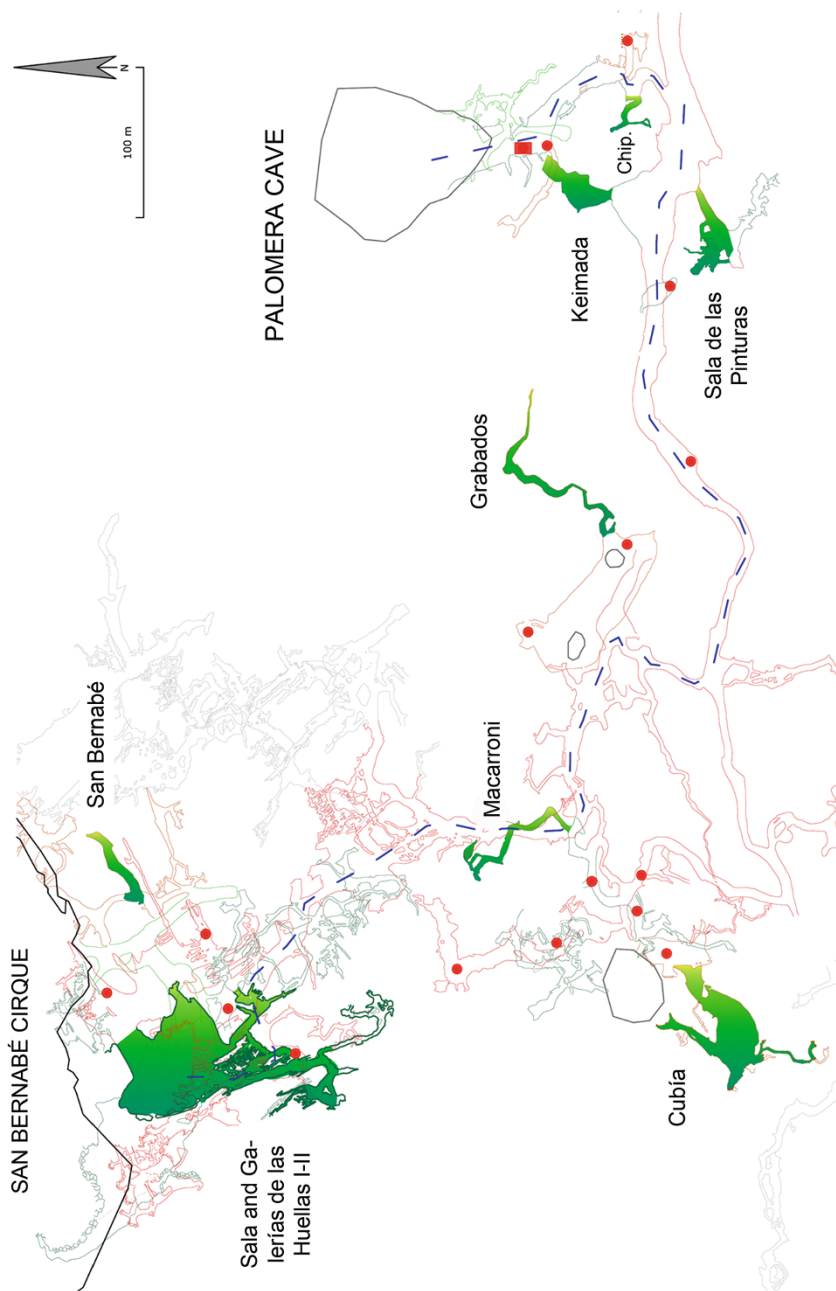 SAN BERNABÉ CIRQUE
San Bernabé
Sala and Ga-
lerías de las
Huellas I-II
Macarroni
Cubía
Grabados
PALOMERA CAVE
Keimada
Chip.
Sala de las
Pinturas
100 m
N